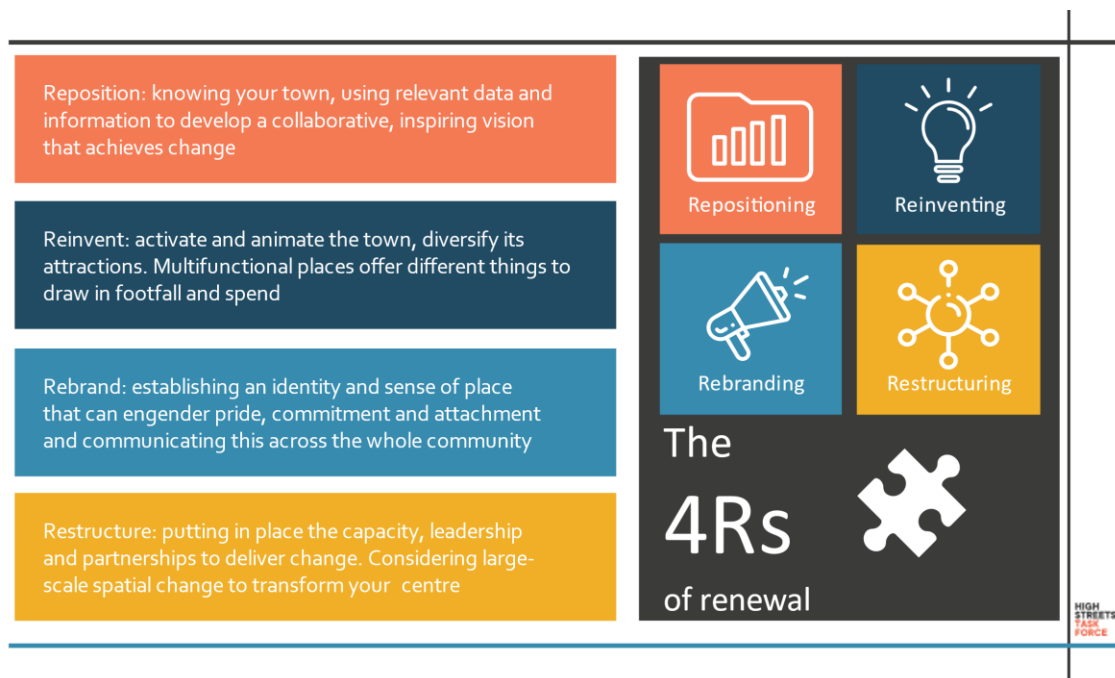 Reposition: knowing your town, using relevant data and
information to develop a collaborative, inspiring vision
that achieves change
Reinvent: activate and animate the town, diversify its
attractions. Multifunctional places offer different things to
draw in footfall and spend
Rebrand: establishing an identity and sense of place
that can engender pride, commitment and attachment
and communicating this across the whole community
Restructure: putting in place the capacity, leadership
and partnerships to deliver change. Considering large-
scale spatial change to transform your centre
Repositioning
Reinventing
Rebranding
Restructuring
The
4Rs
of renewal
HIGH
STREETS
TASK
FORCE